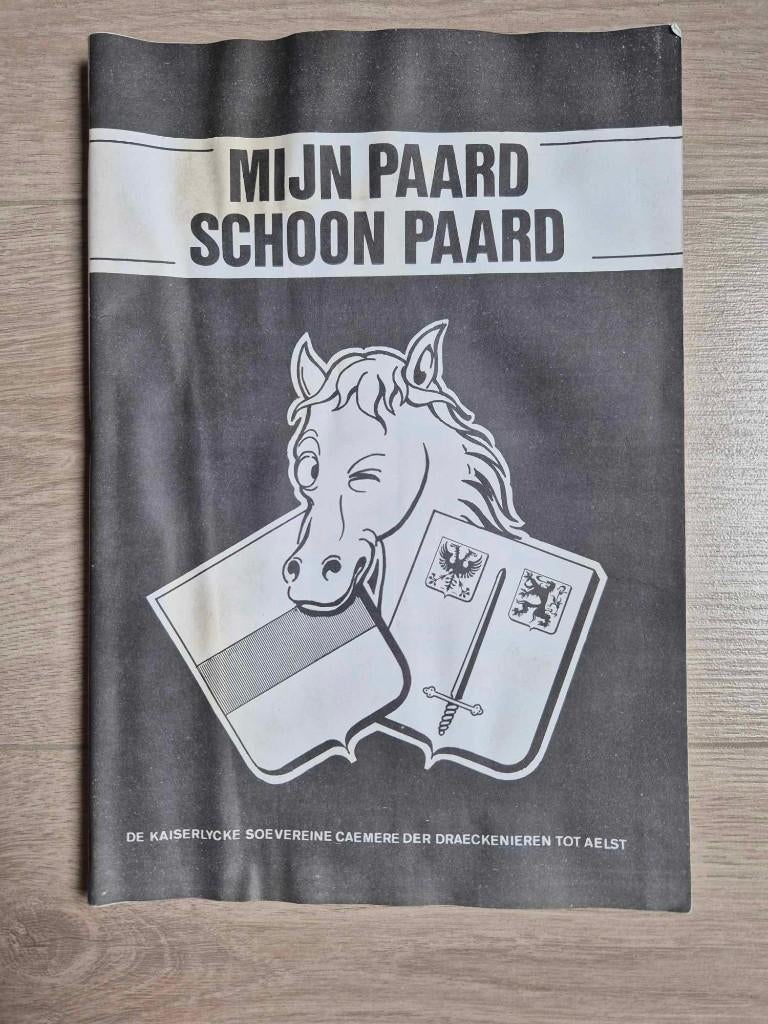 MIJN PAARD
SCHOON PAARD
DE KAISERLYCKE SOEVEREINE CAEMERE DER DRAECKENIEREN TOT AELST